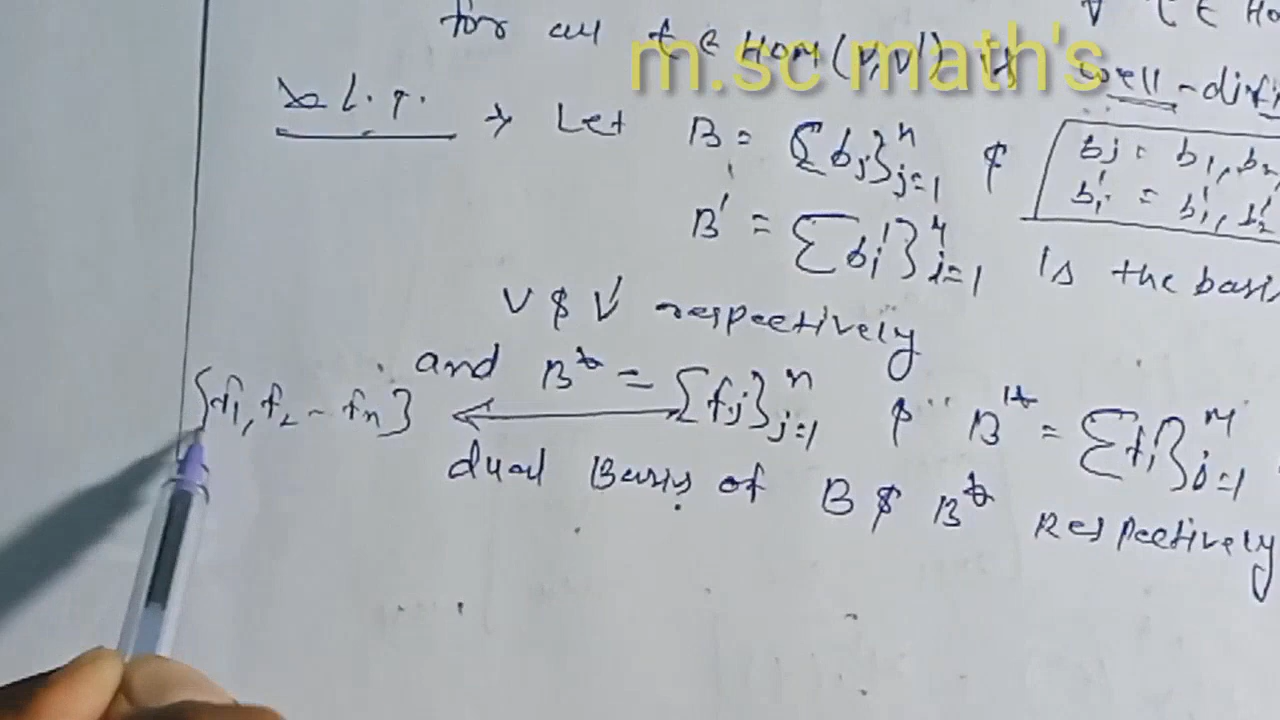 for all t ∈ Hom(V,V') is well-defi
∀ t ∈ Ho
m.sc math's
Sol. → Let B = {bj}ⁿj=1 &
bj = b1, b2,
B' = {bi'}ᵐi=1 is the basis
bi' = b1', b2'
V & V' respectively
and B* = {fj}ⁿj=1 & B'* = {fi}ᵐi=1
{f1, f2 - fn}
dual Basis of B & B* Respectively